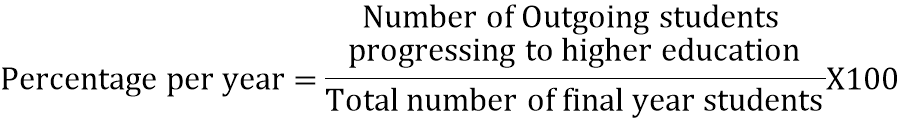 Number of Outgoing students
progressing to higher education
Percentage per year =
Total number of final year students
X100